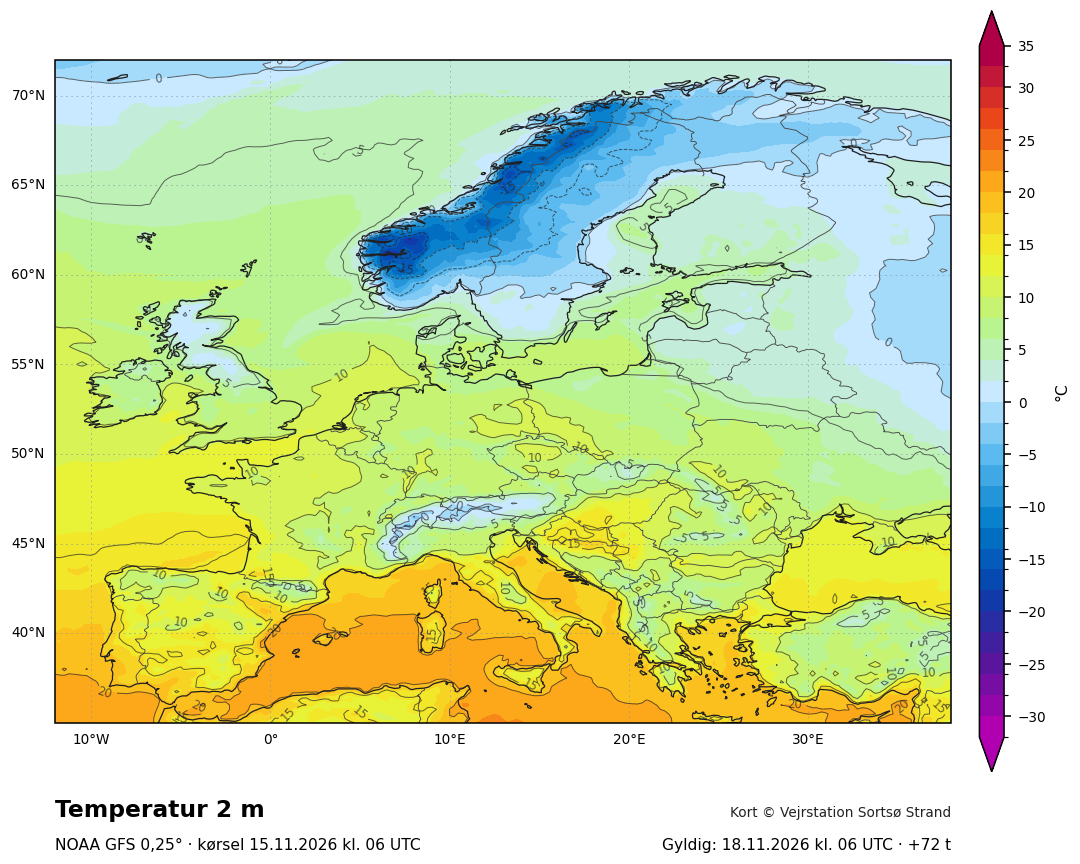 70°N
65°N
60°N
55°N
50°N
45°N
40°N
10°W 0° 10°E 20°E 30°E
35
30
25
20
15
10
5
0
−5
−10
−15
−20
−25
−30
°C
Temperatur 2 m
Kort © Vejrstation Sortsø Strand
NOAA GFS 0,25° · kørsel 15.11.2026 kl. 06 UTC
Gyldig: 18.11.2026 kl. 06 UTC · +72 t